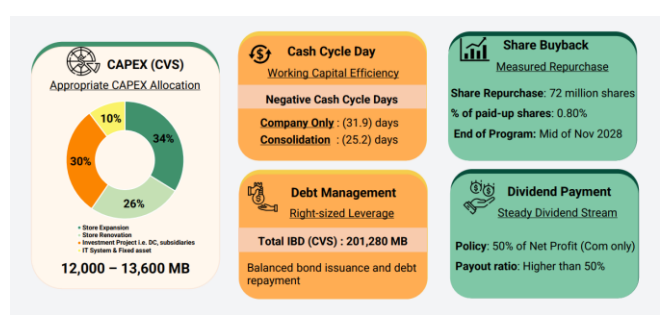 CAPEX (CVS)
Appropriate CAPEX Allocation
10%
34%
30%
26%
Store Expansion
Store Renovation
Investment Project i.e. DC, subsidiaries
IT System & Fixed asset
12,000 – 13,600 MB
Cash Cycle Day
Working Capital Efficiency
Negative Cash Cycle Days
Company Only : (31.9) days
Consolidation : (25.2) days
Debt Management
Right-sized Leverage
Total IBD (CVS) : 201,280 MB
Balanced bond issuance and debt
repayment
Share Buyback
Measured Repurchase
Share Repurchase: 72 million shares
% of paid-up shares: 0.80%
End of Program: Mid of Nov 2028
Dividend Payment
Steady Dividend Stream
Policy: 50% of Net Profit (Com only)
Payout ratio: Higher than 50%